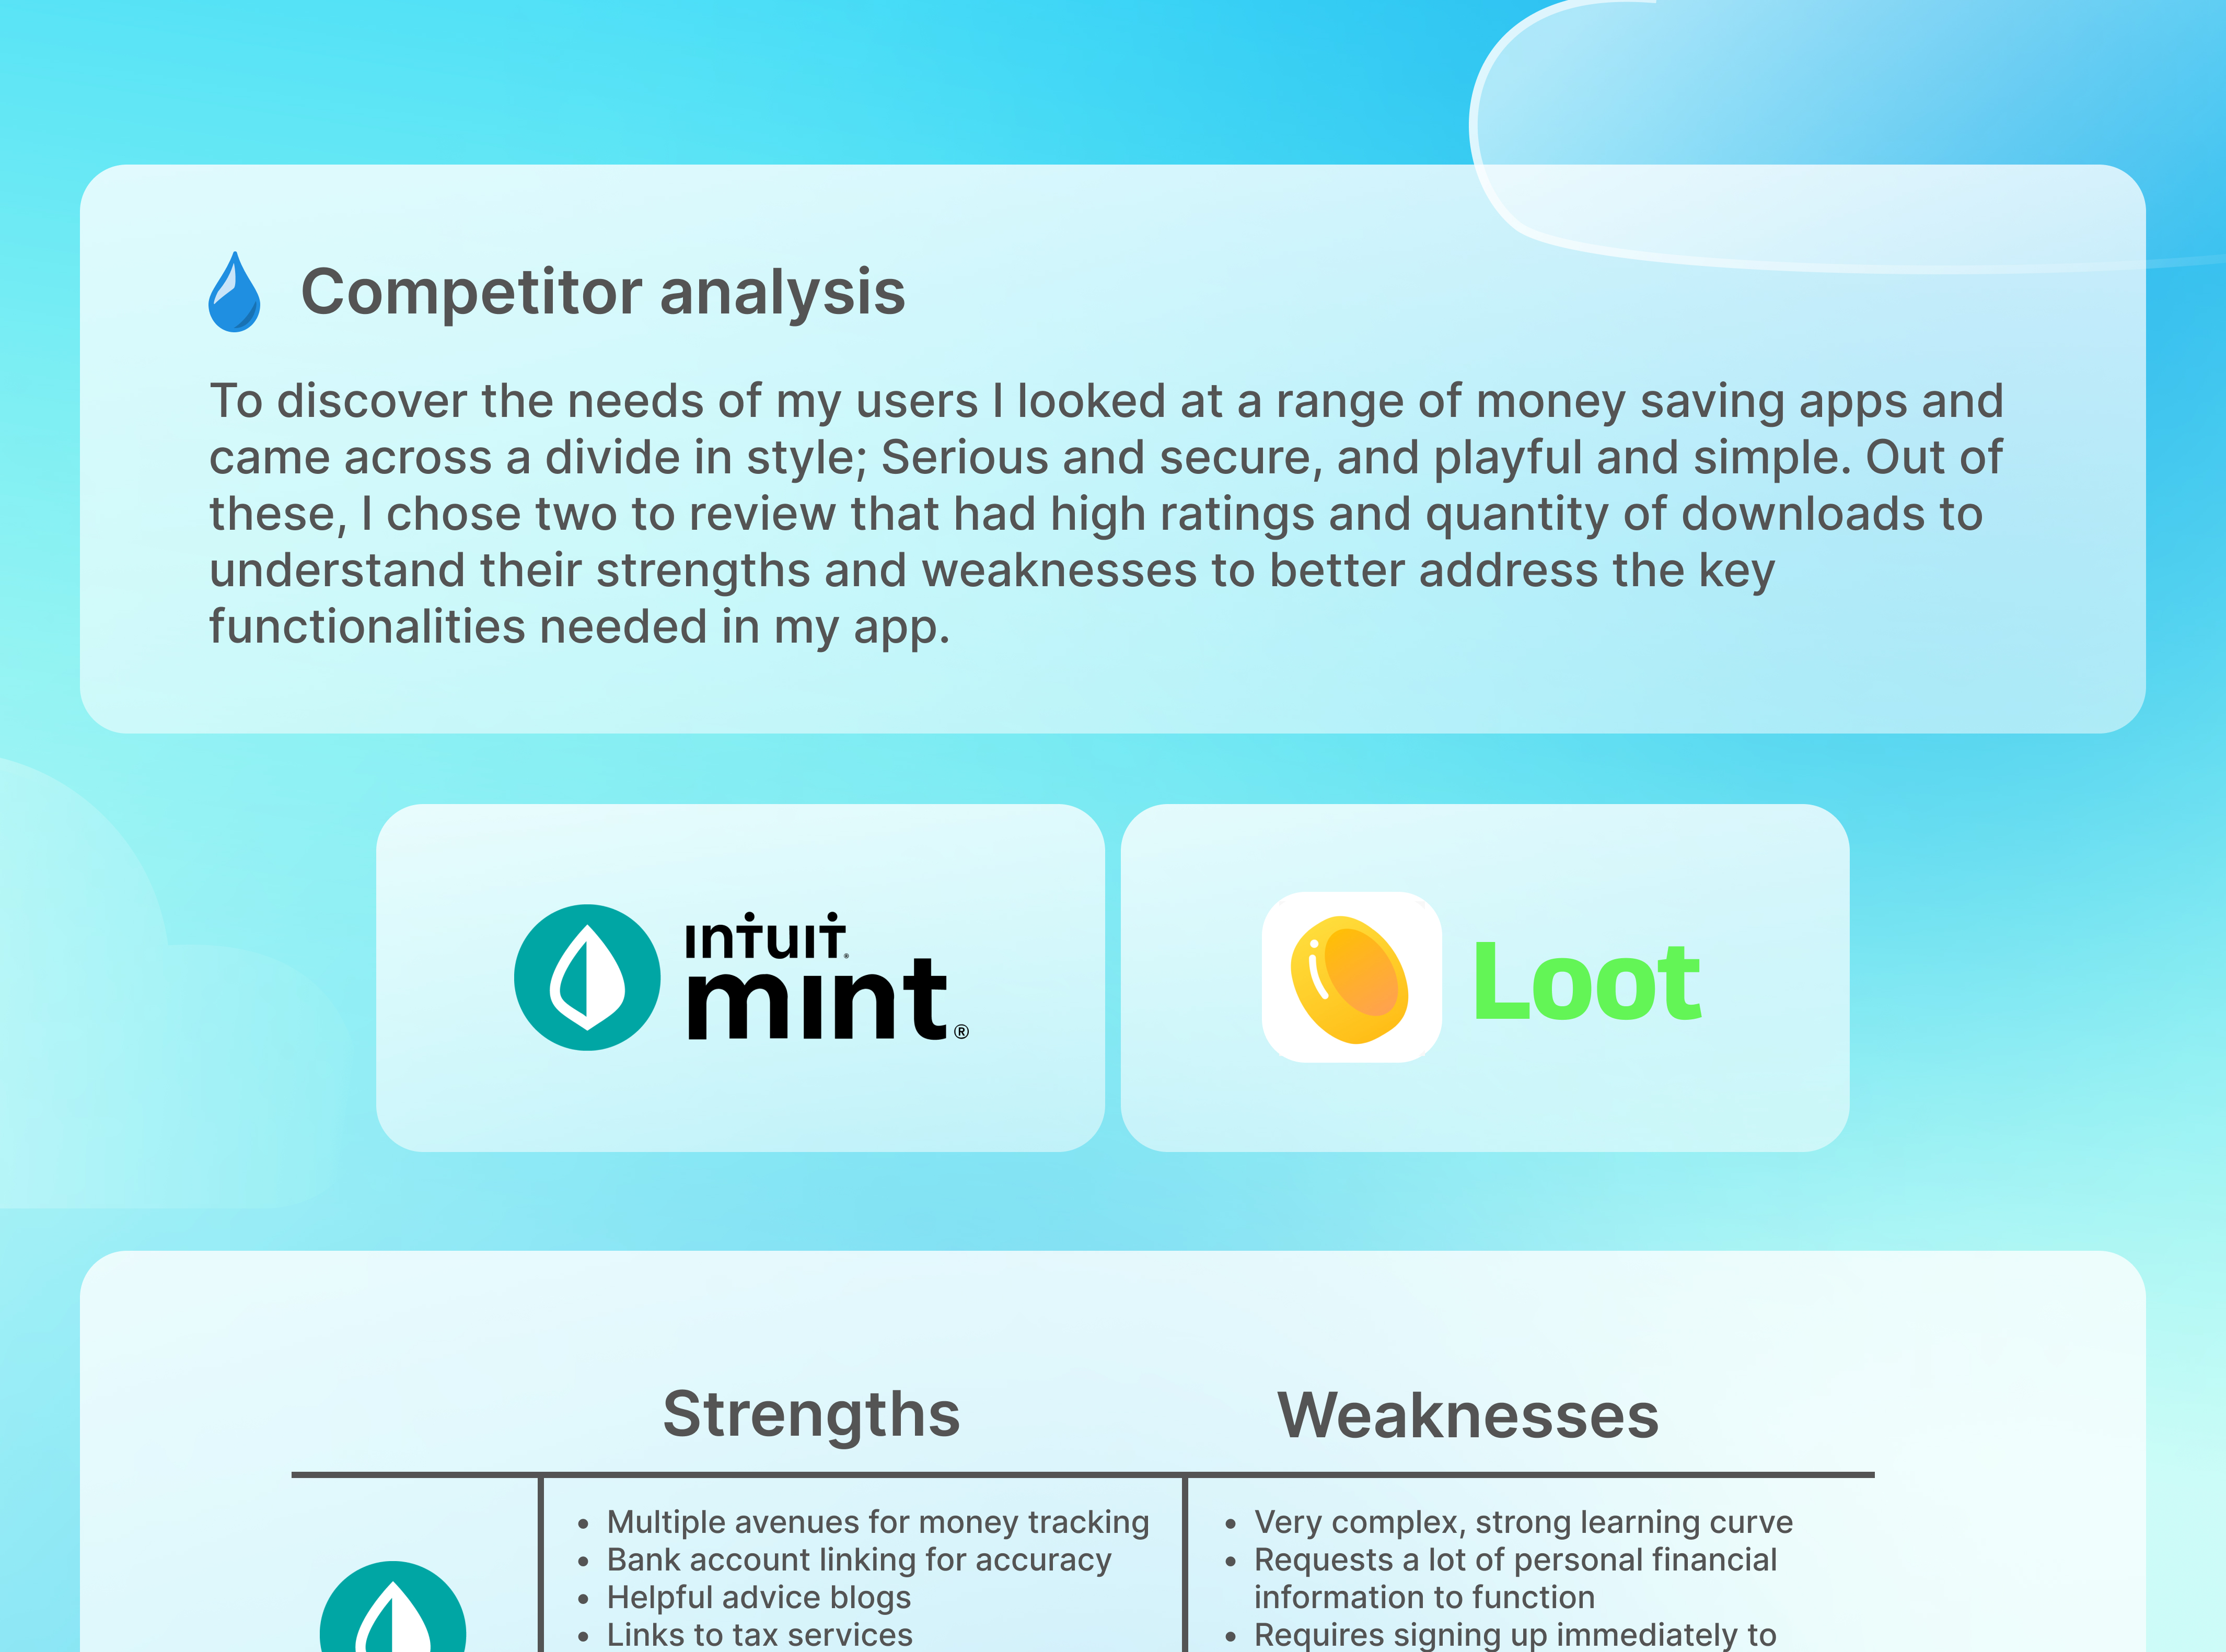 Competitor analysis
To discover the needs of my users I looked at a range of money saving apps and
came across a divide in style; Serious and secure, and playful and simple. Out of
these, I chose two to review that had high ratings and quantity of downloads to
understand their strengths and weaknesses to better address the key
functionalities needed in my app.
intuit®
mint®
Loot
Strengths
Weaknesses
• Multiple avenues for money tracking
• Bank account linking for accuracy
• Helpful advice blogs
• Links to tax services
• Very complex, strong learning curve
• Requests a lot of personal financial
information to function
• Requires signing up immediately to